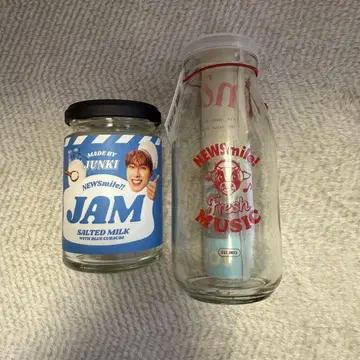 MADE BY
JUNKI
NEWSmile!!
JAM
SALTED MILK
WITH BLUE CURACAO
NEWSmile!
Fresh
MUSIC